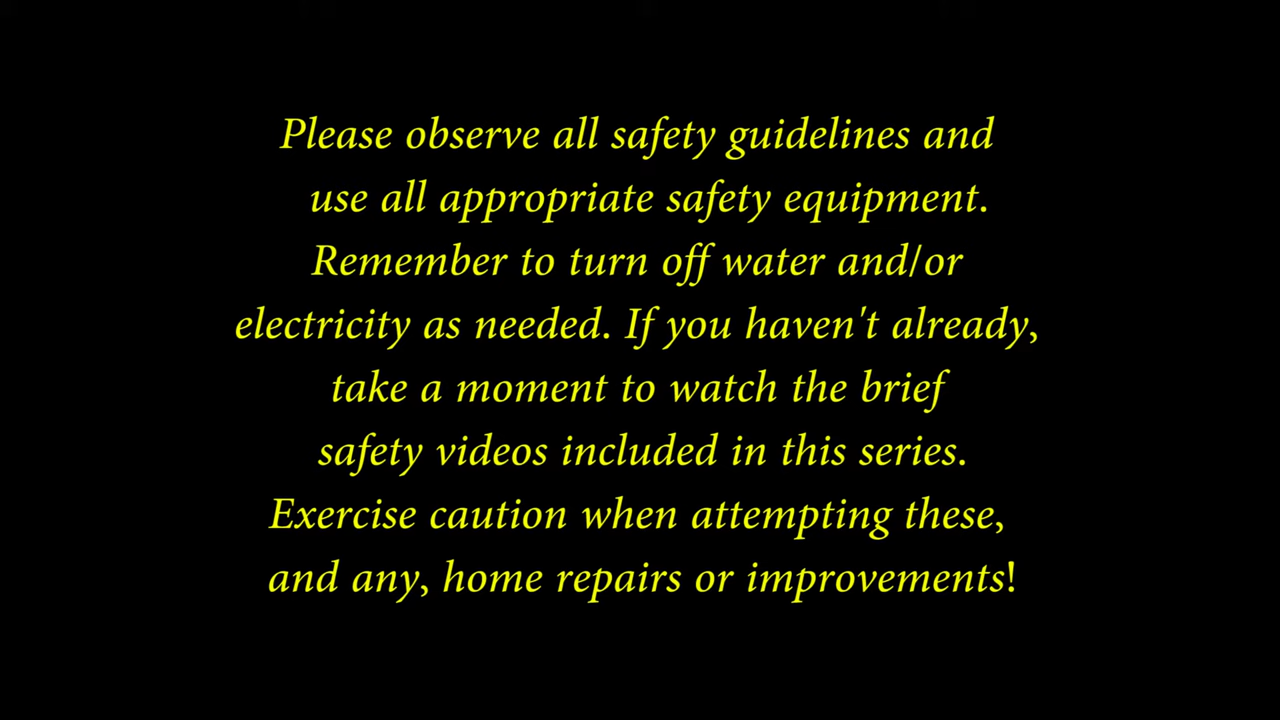 Please observe all safety guidelines and
use all appropriate safety equipment.
Remember to turn off water and/or
electricity as needed. If you haven't already,
take a moment to watch the brief
safety videos included in this series.
Exercise caution when attempting these,
and any, home repairs or improvements!